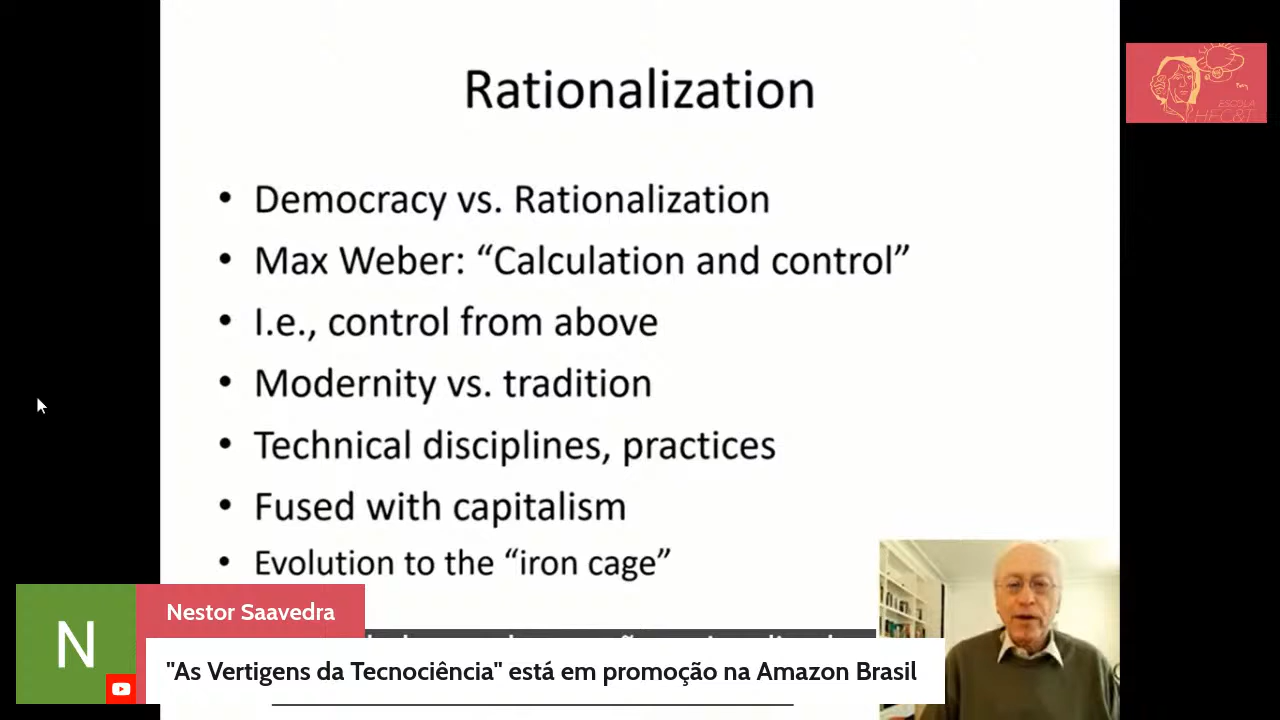 Rationalization
• Democracy vs. Rationalization
• Max Weber: “Calculation and control”
• I.e., control from above
• Modernity vs. tradition
• Technical disciplines, practices
• Fused with capitalism
• Evolution to the “iron cage”
ESCOLA
HFC&T
N
Nestor Saavedra
"As Vertigens da Tecnociência" está em promoção na Amazon Brasil